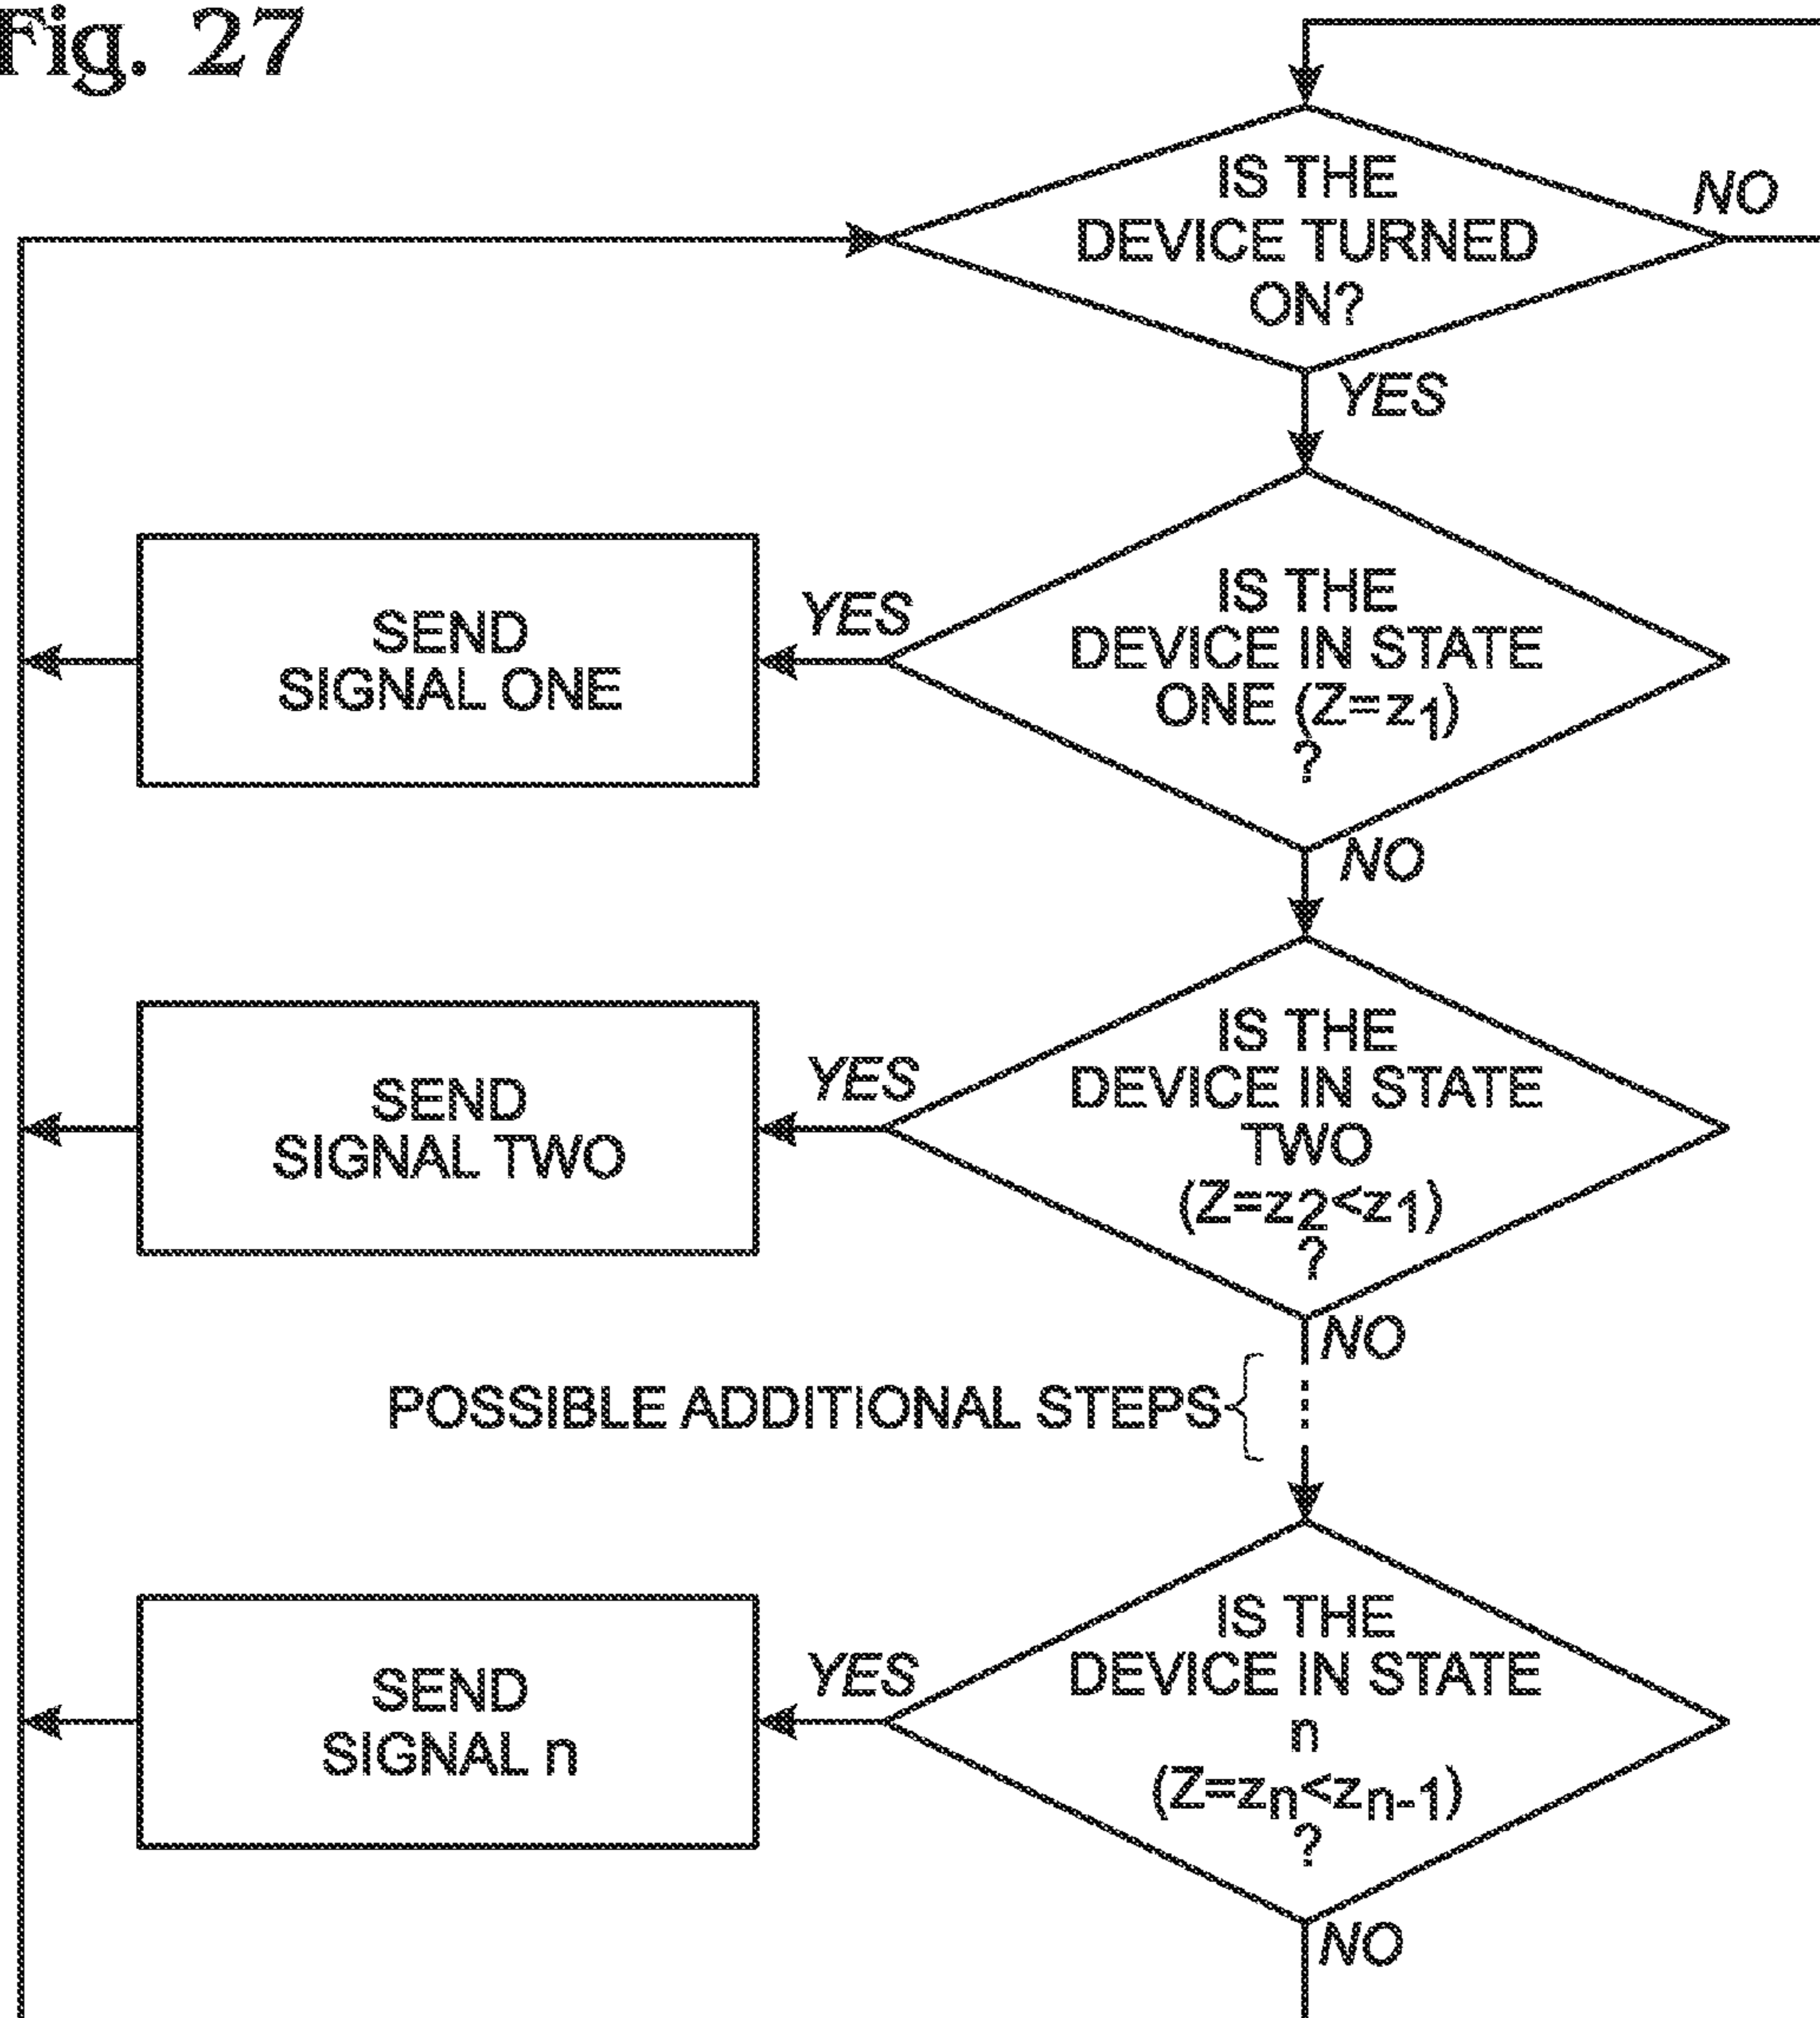 Fig. 27
IS THE
DEVICE TURNED
ON?
NO
YES
IS THE
DEVICE IN STATE
ONE (Z=z1)
?
YES
SEND
SIGNAL ONE
NO
IS THE
DEVICE IN STATE
TWO
(Z=z2<z1)
?
YES
SEND
SIGNAL TWO
NO
POSSIBLE ADDITIONAL STEPS
IS THE
DEVICE IN STATE
n
(Z=zn<zn-1)
?
YES
SEND
SIGNAL n
NO